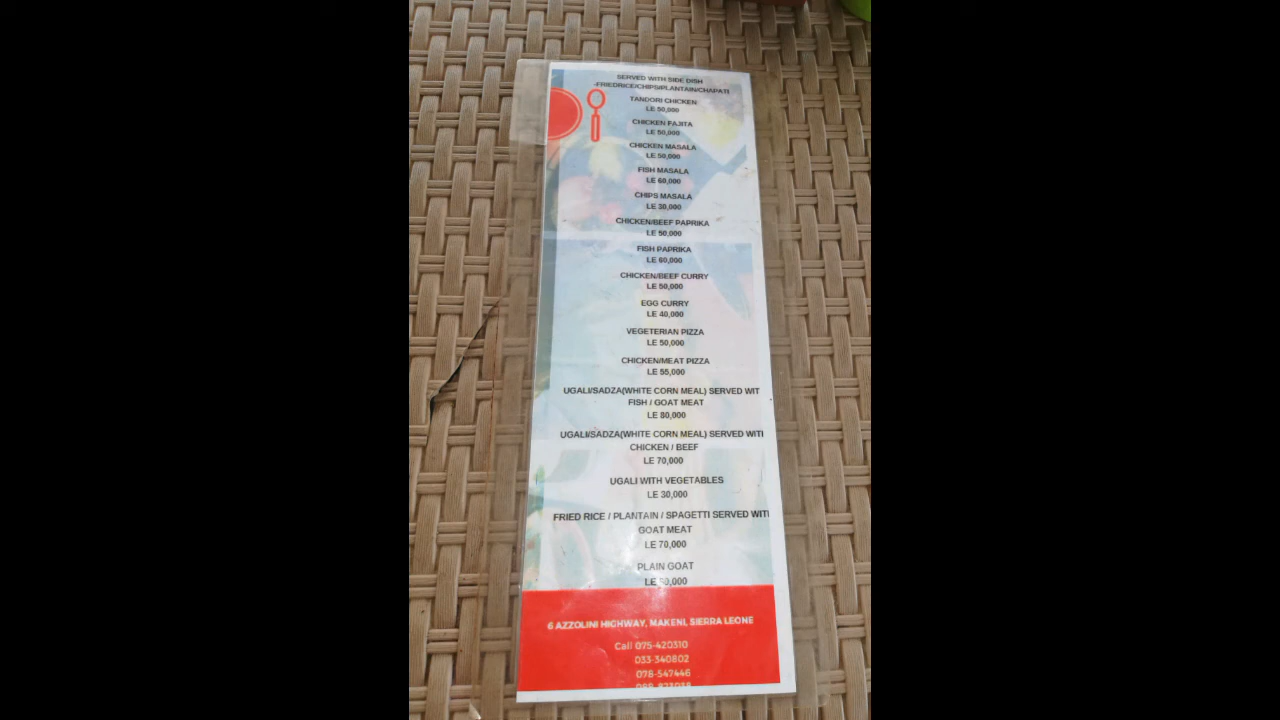 SERVED WITH SIDE DISH
-FRIEDRICE/CHIPS/PLANTAIN/CHAPATI
TANDORI CHICKEN
LE 50,000
CHICKEN FAJITA
LE 50,000
CHICKEN MASALA
LE 50,000
FISH MASALA
LE 60,000
CHIPS MASALA
LE 30,000
CHICKEN/BEEF PAPRIKA
LE 50,000
FISH PAPRIKA
LE 60,000
CHICKEN/BEEF CURRY
LE 50,000
EGG CURRY
LE 40,000
VEGETERIAN PIZZA
LE 50,000
CHICKEN/MEAT PIZZA
LE 55,000
UGALI/SADZA(WHITE CORN MEAL) SERVED WIT
FISH / GOAT MEAT
LE 80,000
UGALI/SADZA(WHITE CORN MEAL) SERVED WITH
CHICKEN / BEEF
LE 70,000
UGALI WITH VEGETABLES
LE 30,000
FRIED RICE / PLANTAIN / SPAGETTI SERVED WITH
GOAT MEAT
LE 70,000
PLAIN GOAT
LE
6 AZZOLINI HIGHWAY, MAKENI, SIERRA LEONE
Call 075-420310
033-340802
078-547446